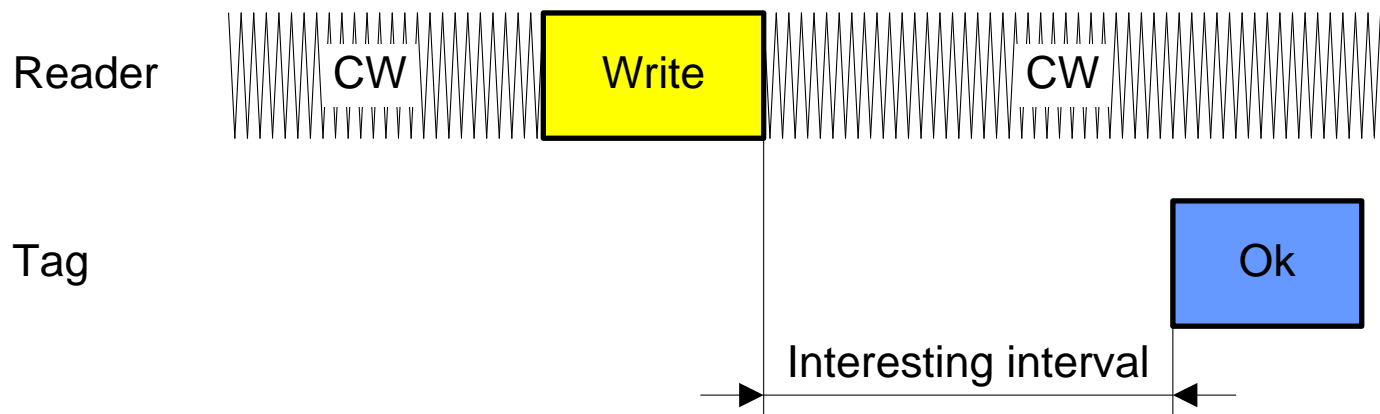 Reader CW Write CW
Tag Ok
Interesting interval